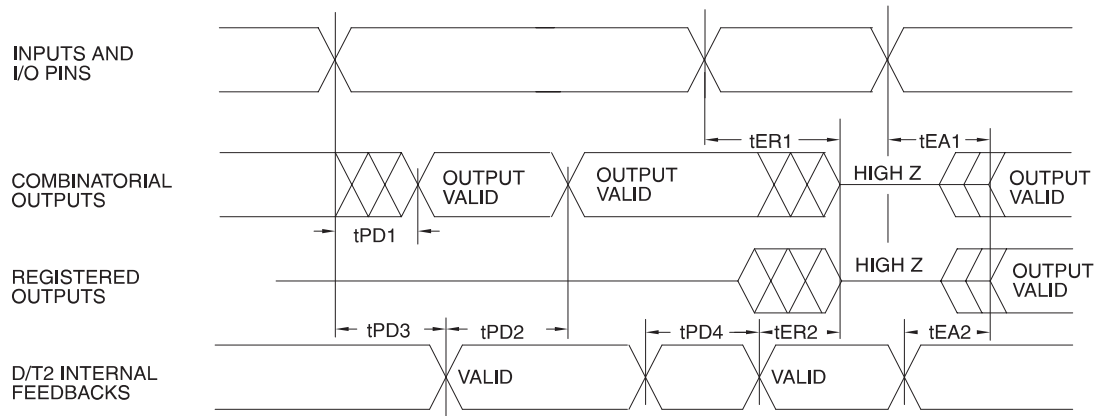 INPUTS AND
I/O PINS
tER1
tEA1
COMBINATORIAL
OUTPUTS
OUTPUT
VALID
OUTPUT
VALID
HIGH Z
OUTPUT
VALID
tPD1
REGISTERED
OUTPUTS
HIGH Z
OUTPUT
VALID
tPD3
tPD2
tPD4
tER2
tEA2
D/T2 INTERNAL
FEEDBACKS
VALID
VALID